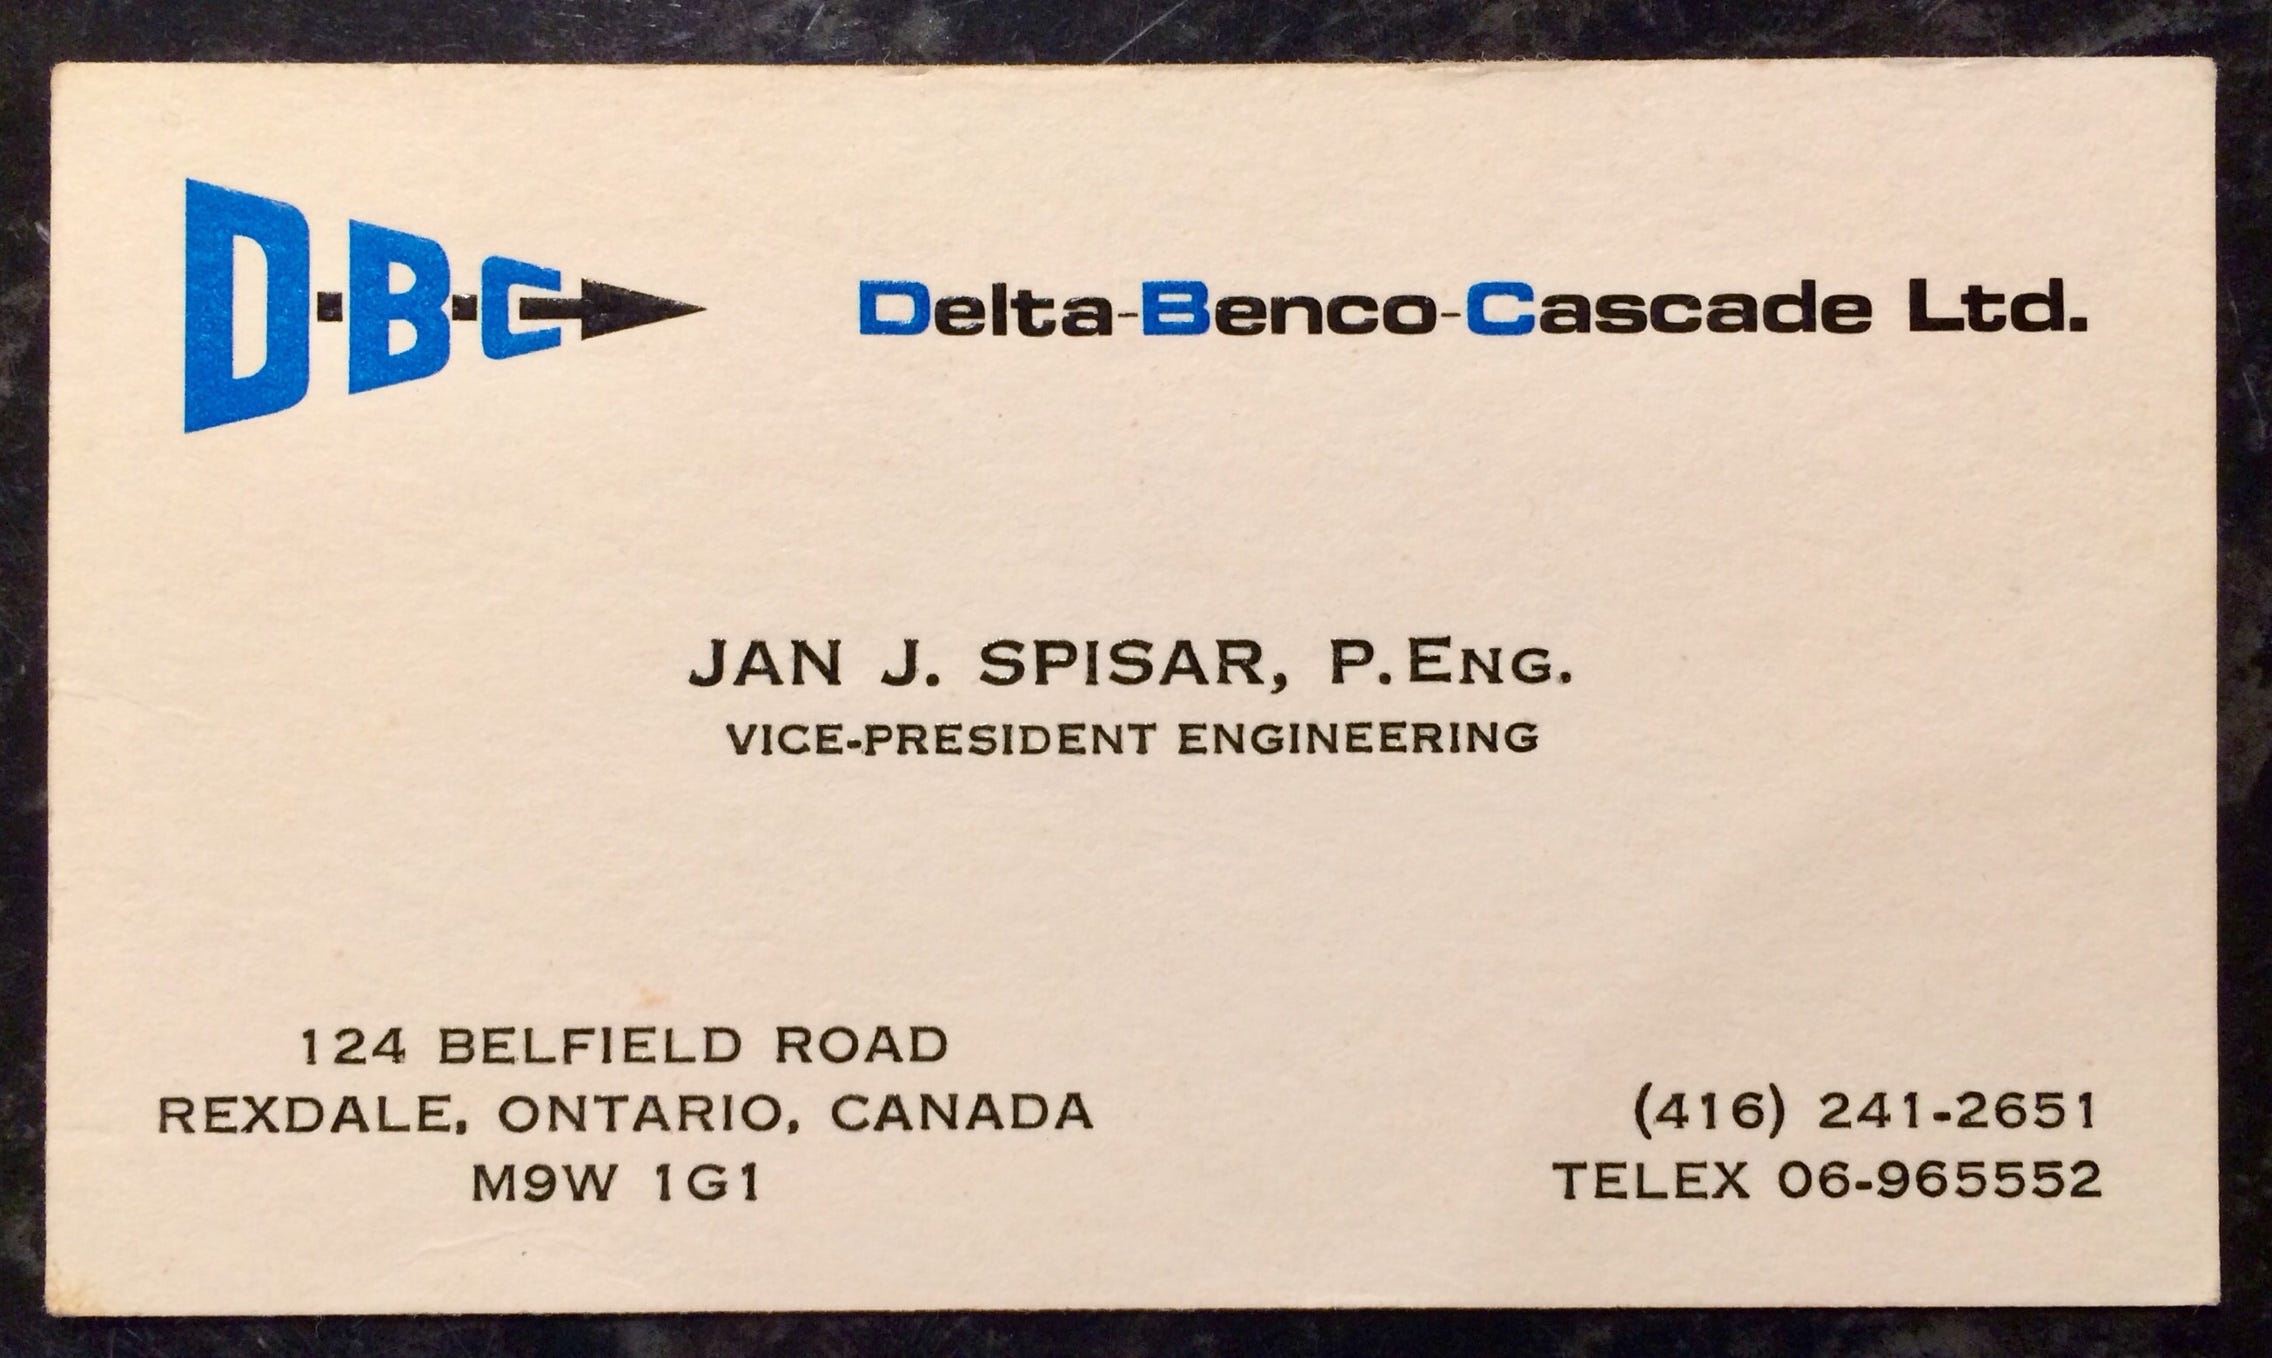 D·B·C
Delta-Benco-Cascade Ltd.
JAN J. SPISAR, P. ENG.
VICE-PRESIDENT ENGINEERING
124 BELFIELD ROAD
REXDALE, ONTARIO, CANADA
M9W 1G1
(416) 241-2651
TELEX 06-965552